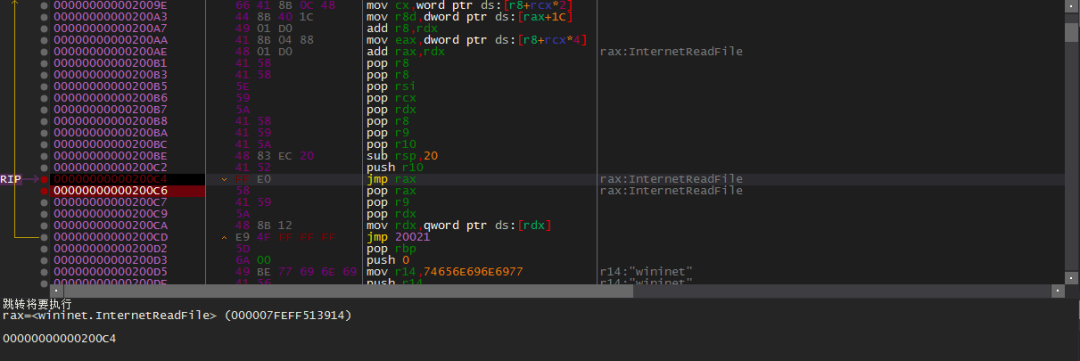 000000000002009E 66 41 8B 0C 48 mov cx,word ptr ds:[r8+rcx*2]
00000000000200A3 44 8B 40 1C mov r8d,dword ptr ds:[rax+1C]
00000000000200A7 49 01 D0 add r8,rdx
00000000000200AA 41 8B 04 88 mov eax,dword ptr ds:[r8+rcx*4]
00000000000200AE 48 01 D0 add rax,rdx rax:InternetReadFile
00000000000200B1 41 58 pop r8
00000000000200B3 41 58 pop r8
00000000000200B5 5E pop rsi
00000000000200B6 59 pop rcx
00000000000200B7 5A pop rdx
00000000000200B8 41 58 pop r8
00000000000200BA 41 59 pop r9
00000000000200BC 41 5A pop r10
00000000000200BE 48 83 EC 20 sub rsp,20
00000000000200C2 41 52 push r10
RIP 00000000000200C4 FF E0 jmp rax rax:InternetReadFile
00000000000200C6 58 pop rax rax:InternetReadFile
00000000000200C7 41 59 pop r9
00000000000200C9 5A pop rdx
00000000000200CA 48 8B 12 mov rdx,qword ptr ds:[rdx]
00000000000200CD E9 4F FF FF FF jmp 20021
00000000000200D2 5D pop rbp
00000000000200D3 6A 00 push 0
00000000000200D5 49 BE 77 69 6E 69 mov r14,74656E696E6977 r14:"wininet"
push r14 r14:"wininet"
跳转将要执行
rax=<wininet.InternetReadFile> (000007FEFF513914)
00000000000200C4